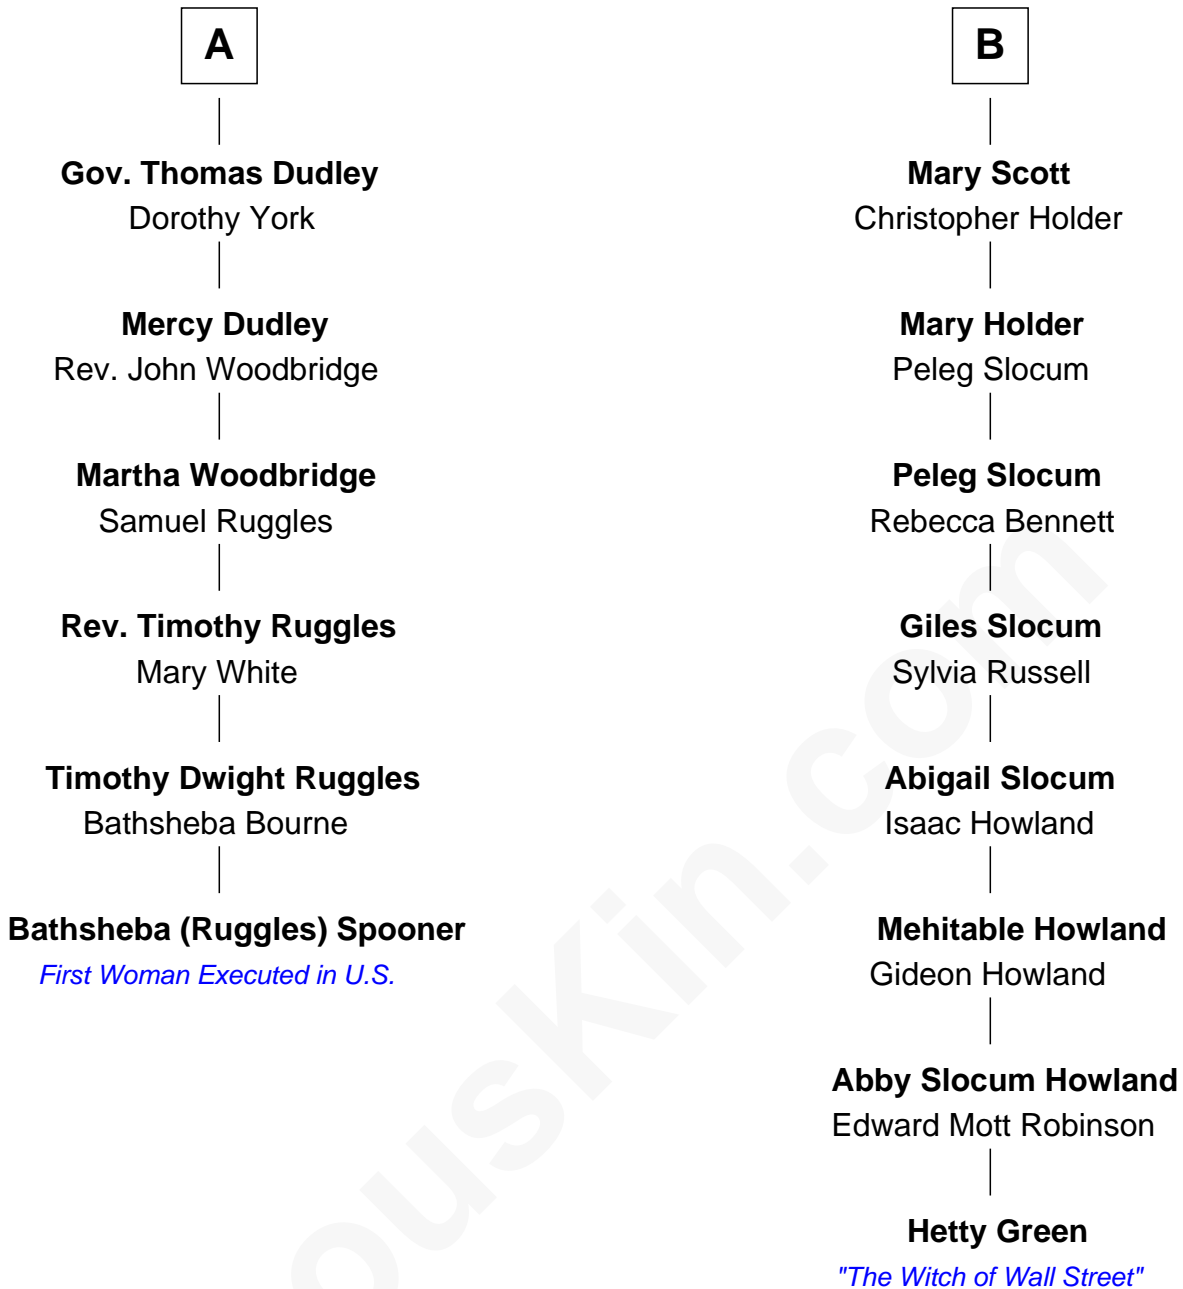 A
Gov. Thomas Dudley
Dorothy York
Mercy Dudley
Rev. John Woodbridge
Martha Woodbridge
Samuel Ruggles
Rev. Timothy Ruggles
Mary White
Timothy Dwight Ruggles
Bathsheba Bourne
Bathsheba (Ruggles) Spooner
First Woman Executed in U.S.
B
Mary Scott
Christopher Holder
Mary Holder
Peleg Slocum
Peleg Slocum
Rebecca Bennett
Giles Slocum
Sylvia Russell
Abigail Slocum
Isaac Howland
Mehitable Howland
Gideon Howland
Abby Slocum Howland
Edward Mott Robinson
Hetty Green
"The Witch of Wall Street"
ousKin.com